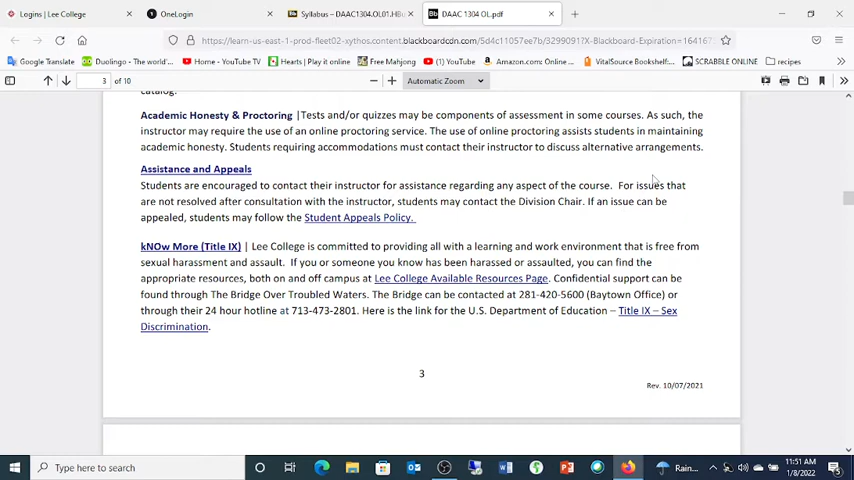 Logins | Lee College
OneLogin
Syllabus – DAAC1304.OL01.HBu
DAAC 1304 OL.pdf
https://learn-us-east-1-prod-fleet02-xythos.content.blackboardcdn.com/5d4c11057ee7b/3299091?X-Blackboard-Expiration=16416?
Google Translate
Duolingo - The world'...
Home - YouTube TV
Hearts | Play it online
Free Mahjong
(1) YouTube
Amazon.com: Online ...
VitalSource Bookshelf:...
SCRABBLE ONLINE
recipes
3 of 10
Automatic Zoom
catalog.
Academic Honesty & Proctoring |Tests and/or quizzes may be components of assessment in some courses. As such, the
instructor may require the use of an online proctoring service. The use of online proctoring assists students in maintaining
academic honesty. Students requiring accommodations must contact their instructor to discuss alternative arrangements.
Assistance and Appeals
Students are encouraged to contact their instructor for assistance regarding any aspect of the course. For issues that
are not resolved after consultation with the instructor, students may contact the Division Chair. If an issue can be
appealed, students may follow the Student Appeals Policy.
kNOw More (Title IX) | Lee College is committed to providing all with a learning and work environment that is free from
sexual harassment and assault. If you or someone you know has been harassed or assaulted, you can find the
appropriate resources, both on and off campus at Lee College Available Resources Page. Confidential support can be
found through The Bridge Over Troubled Waters. The Bridge can be contacted at 281-420-5600 (Baytown Office) or
through their 24 hour hotline at 713-473-2801. Here is the link for the U.S. Department of Education – Title IX – Sex
Discrimination.
3
Rev. 10/07/2021
Type here to search
Rain...
11:51 AM
1/8/2022